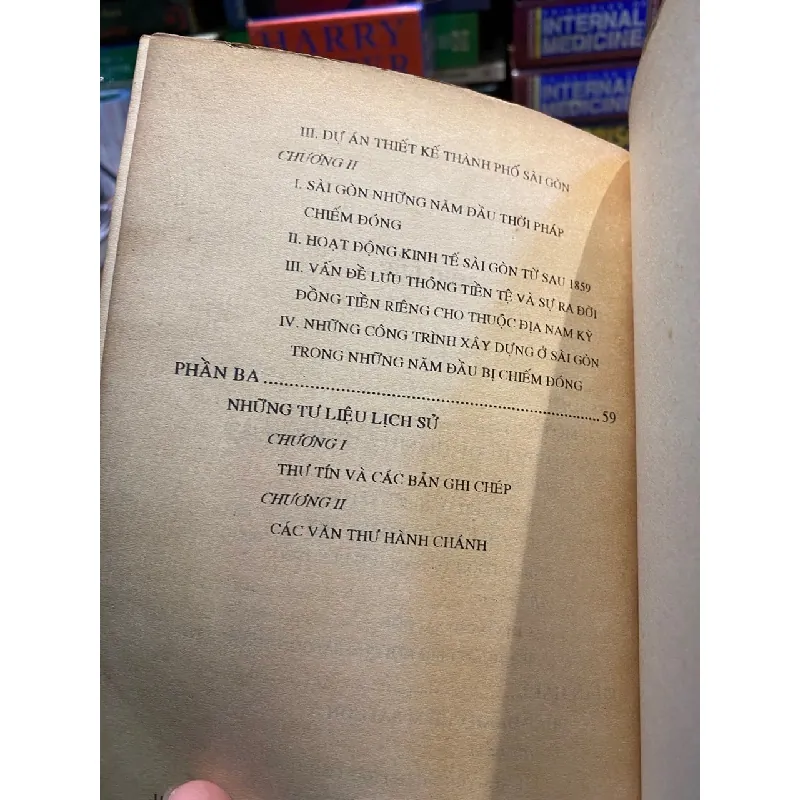 HARRY
INTERNAL
MEDICINE
INTERNAL
MEDICINE
III. DỰ ÁN THIẾT KẾ THÀNH PHỐ SÀI GÒN
CHƯƠNG II
I. SÀI GÒN NHỮNG NĂM ĐẦU THỜI PHÁP
CHIẾM ĐÓNG
II. HOẠT ĐỘNG KINH TẾ SÀI GÒN TỪ SAU 1859
III. VẤN ĐỀ LƯU THÔNG TIỀN TỆ VÀ SỰ RA ĐỜI
ĐỒNG TIỀN RIÊNG CHO THUỘC ĐỊA NAM KỲ
IV. NHỮNG CÔNG TRÌNH XÂY DỰNG Ở SÀI GÒN
TRONG NHỮNG NĂM ĐẦU BỊ CHIẾM ĐÓNG
PHẦN BA ........................................................ 59
NHỮNG TƯ LIỆU LỊCH SỬ
CHƯƠNG I
THƯ TÍN VÀ CÁC BẢN GHI CHÉP
CHƯƠNG II
CÁC VĂN THƯ HÀNH CHÁNH